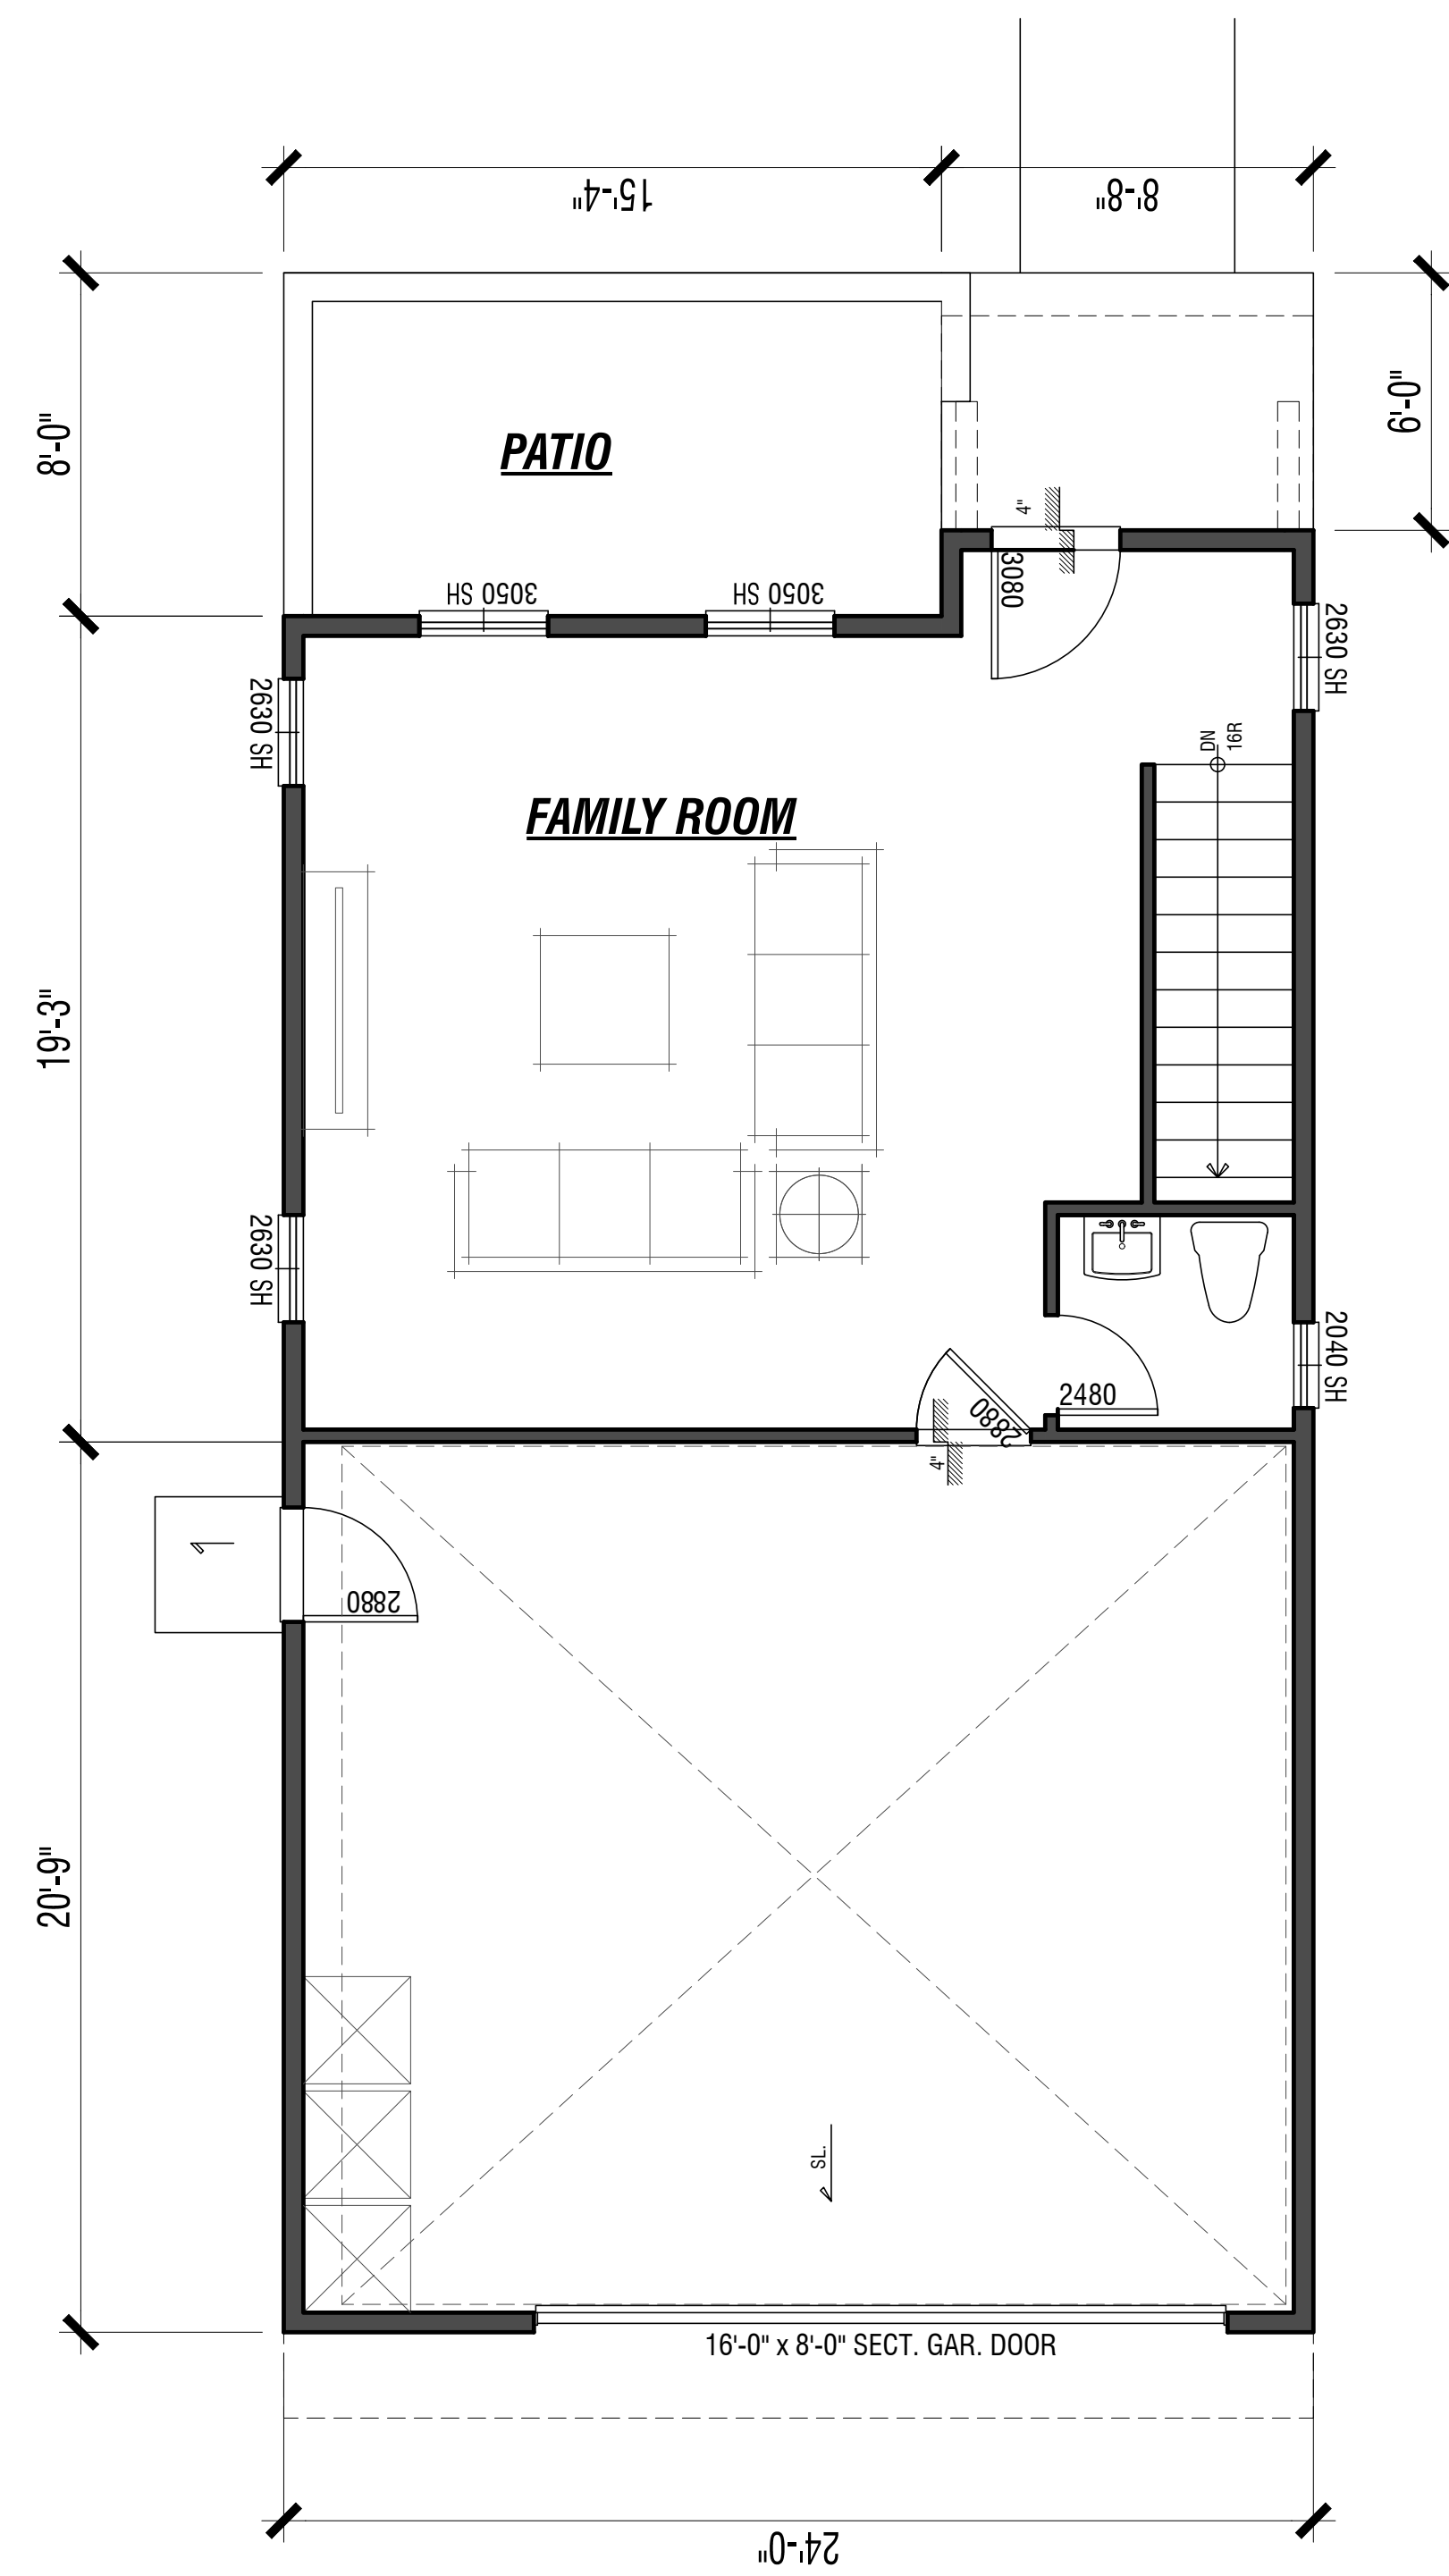 15'-4"
8'-8"
8'-0"
6'-0"
PATIO
4"
3080
3050 SH
3050 SH
2630 SH
2630 SH
DN
16R
FAMILY ROOM
19'-3"
2630 SH
2040 SH
2480
2880
4"
2880
20'-9"
SL.
16'-0" x 8'-0" SECT. GAR. DOOR
24'-0"